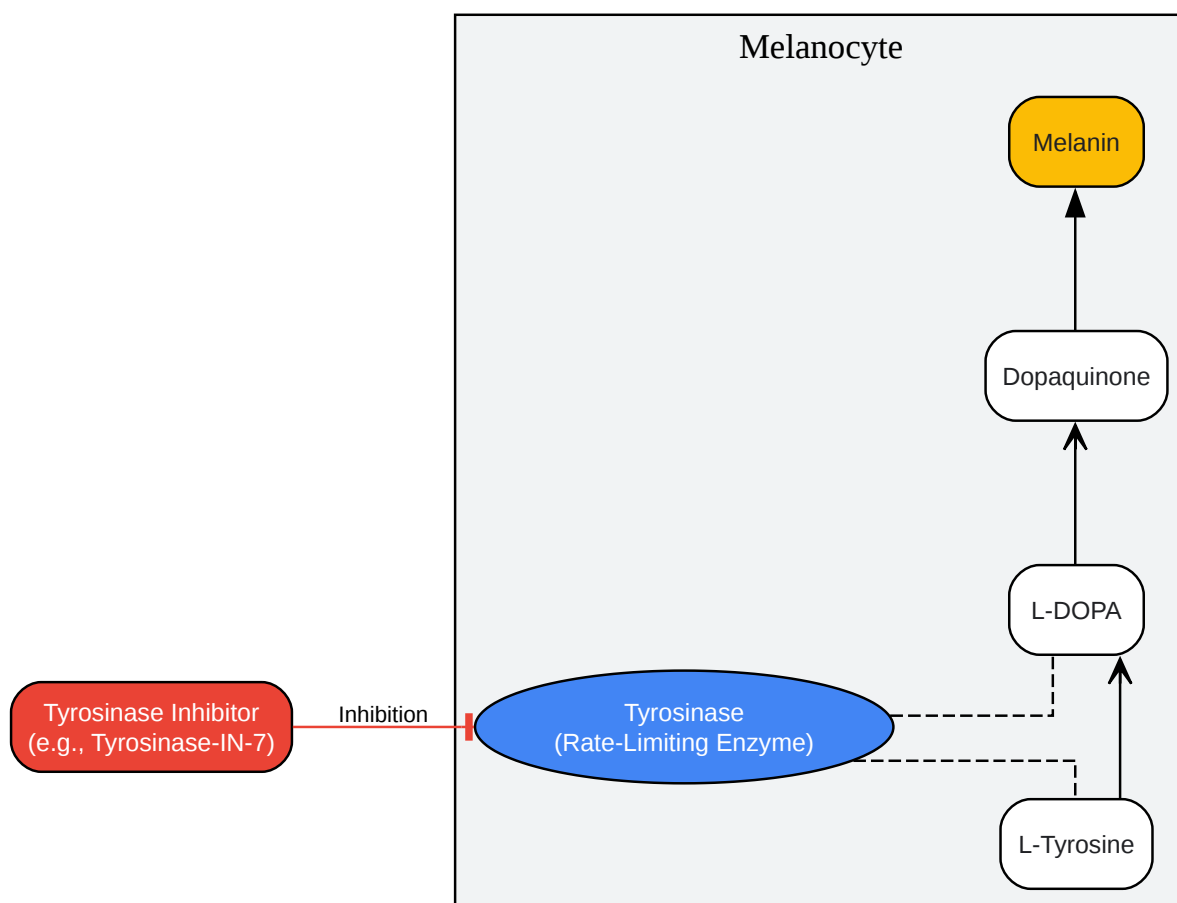 Melanocyte
Melanin
Dopaquinone
L-DOPA
Tyrosinase Inhibitor
(e.g., Tyrosinase-IN-7)
Inhibition
Tyrosinase
(Rate-Limiting Enzyme)
L-Tyrosine